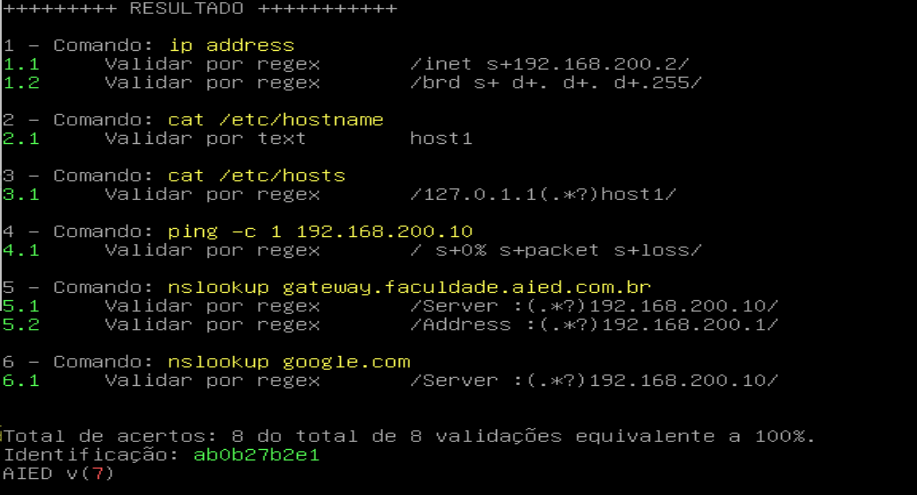 +++++++++ RESULTADO +++++++++++
1 - Comando: ip address
1.1 Validar por regex /inet s+192.168.200.2/
1.2 Validar por regex /brd s+ d+. d+. d+.255/
2 - Comando: cat /etc/hostname
2.1 Validar por text host1
3 - Comando: cat /etc/hosts
3.1 Validar por regex /127.0.1.1(.*?)host1/
4 - Comando: ping -c 1 192.168.200.10
4.1 Validar por regex / s+0% s+packet s+loss/
5 - Comando: nslookup gateway.faculdade.aied.com.br
5.1 Validar por regex /Server :(.*?)192.168.200.10/
5.2 Validar por regex /Address :(.*?)192.168.200.1/
6 - Comando: nslookup google.com
6.1 Validar por regex /Server :(.*?)192.168.200.10/
Total de acertos: 8 do total de 8 validações equivalente a 100%.
Identificação: ab0b27b2e1
AIED v(7)